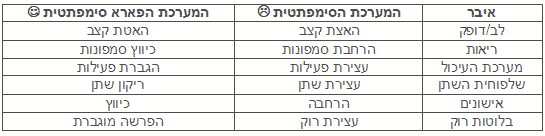 איבר המערכת הסימפתטית ☹ המערכת הפארא סימפתטית ☺
לב/דופק האצת קצב האטת קצב
ריאות הרחבת סמפונות כיווץ סמפונות
מערכת העיכול עצירת פעילות הגברת פעילות
שלפוחית השתן עצירת שתן ריקון שתן
אישונים הרחבה כיווץ
בלוטות רוק עצירת רוק הפרשה מוגברת